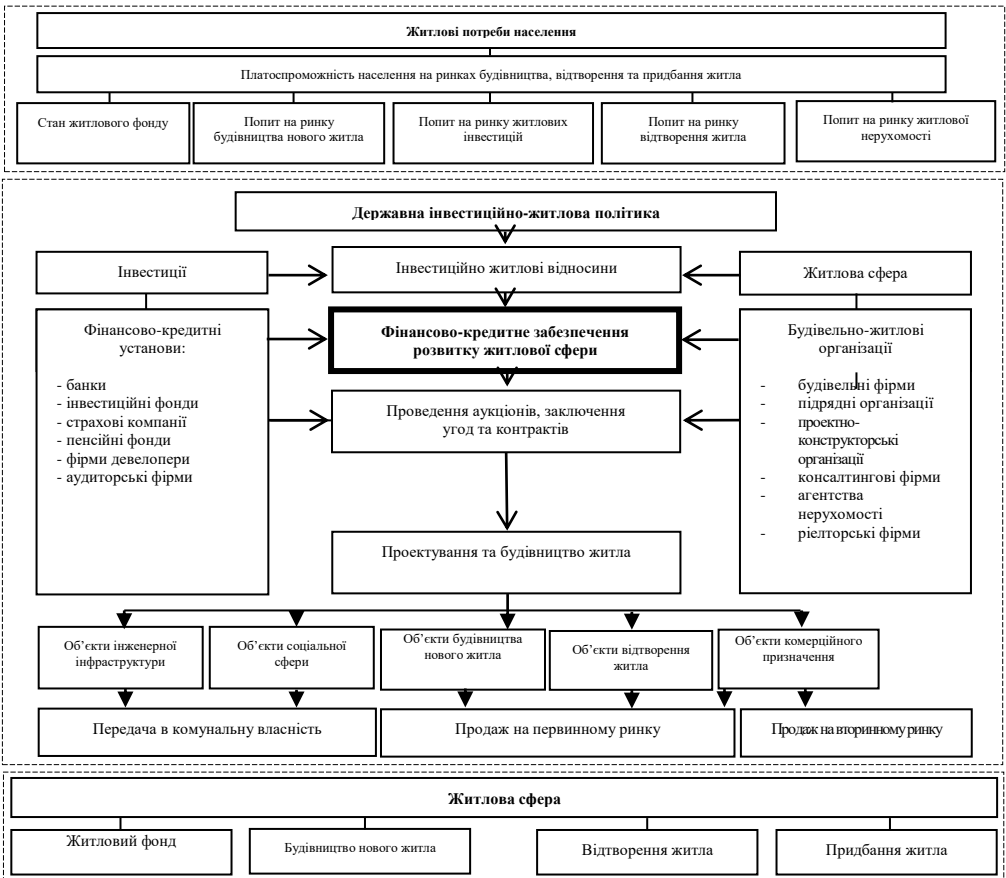 Житлові потреби населення
Платоспроможність населення на ринках будівництва, відтворення та придбання житла
Стан житлового фонду
Попит на ринку
будівництва нового житла
Попит на ринку житлових
інвестицій
Попит на ринку
відтворення житла
Попит на ринку житлової
нерухомості
Державна інвестиційно-житлова політика
Інвестиції
Інвестиційно житлові відносини
Житлова сфера
Фінансово-кредитні
установи:
- банки
- інвестиційні фонди
- страхові компанії
- пенсійні фонди
- фірми девелопери
- аудиторські фірми
Фінансово-кредитне забезпечення
розвитку житлової сфери
Проведення аукціонів, заключення
угод та контрактів
Проектування та будівництво житла
Будівельно-житлові
організації
- будівельні фірми
- підрядні організації
- проектно-
конструкторські
організації
- консалтингові фірми
- агентства
нерухомості
- ріелторські фірми
Об’єкти інженерної
інфраструктури
Об’єкти соціальної
сфери
Об’єкти будівництва
нового житла
Об’єкти відтворення
житла
Об’єкти комерційного
призначення
Передача в комунальну власність
Продаж на первинному ринку
Продаж на вторинному ринку
Житлова сфера
Житловий фонд
Будівництво нового житла
Відтворення житла
Придбання житла